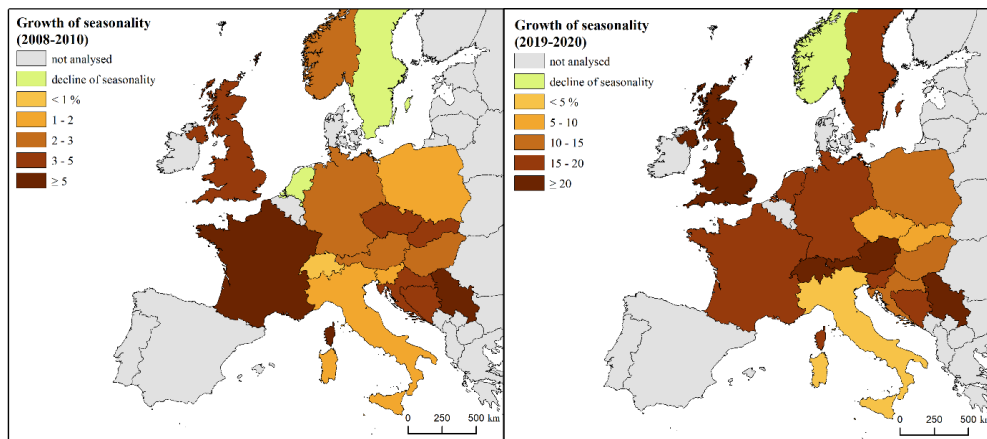 Growth of seasonality
(2008-2010)
not analysed
decline of seasonality
< 1 %
1 - 2
2 - 3
3 - 5
≥ 5
0 250 500
km
Growth of seasonality
(2019-2020)
not analysed
decline of seasonality
< 5 %
5 - 10
10 - 15
15 - 20
≥ 20
0 250 500
km